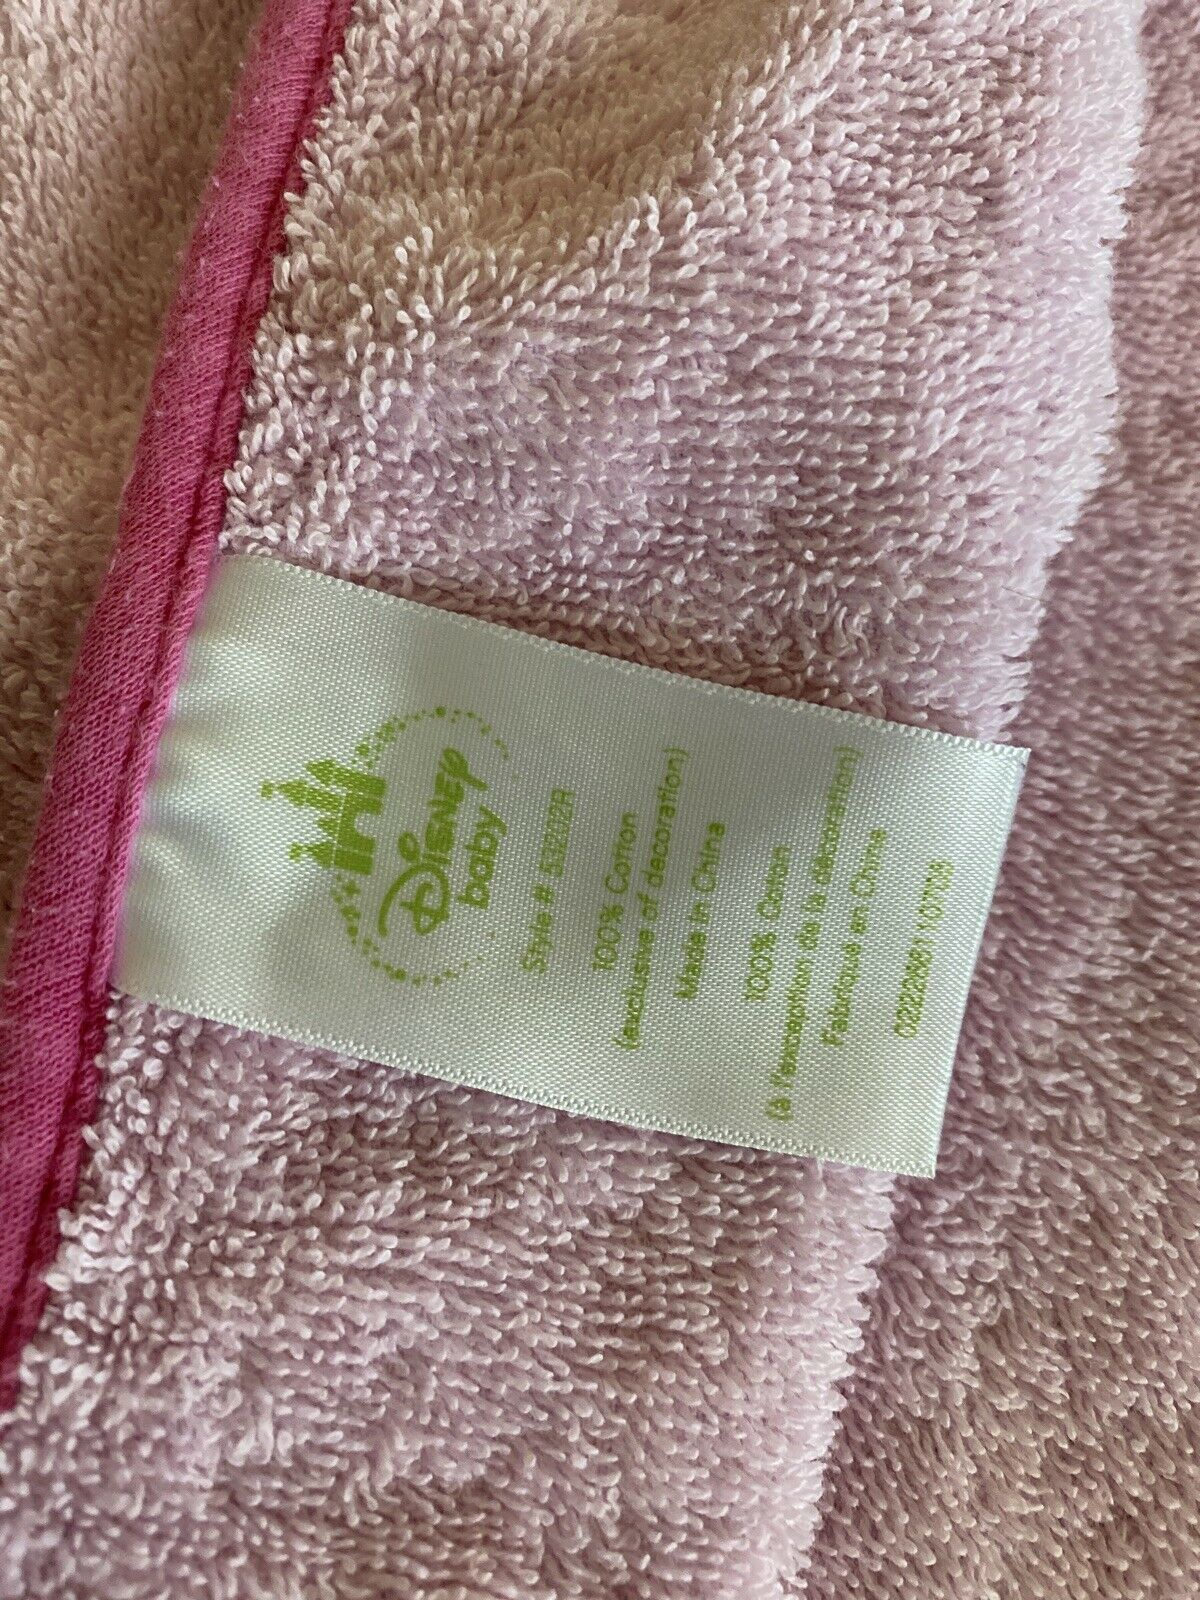 Disney
baby
Style # 53202R
100% Cotton
(exclusive of decoration)
Made in China
100% Coton
(à l'exception de la décoration)
Fabriqué en Chine